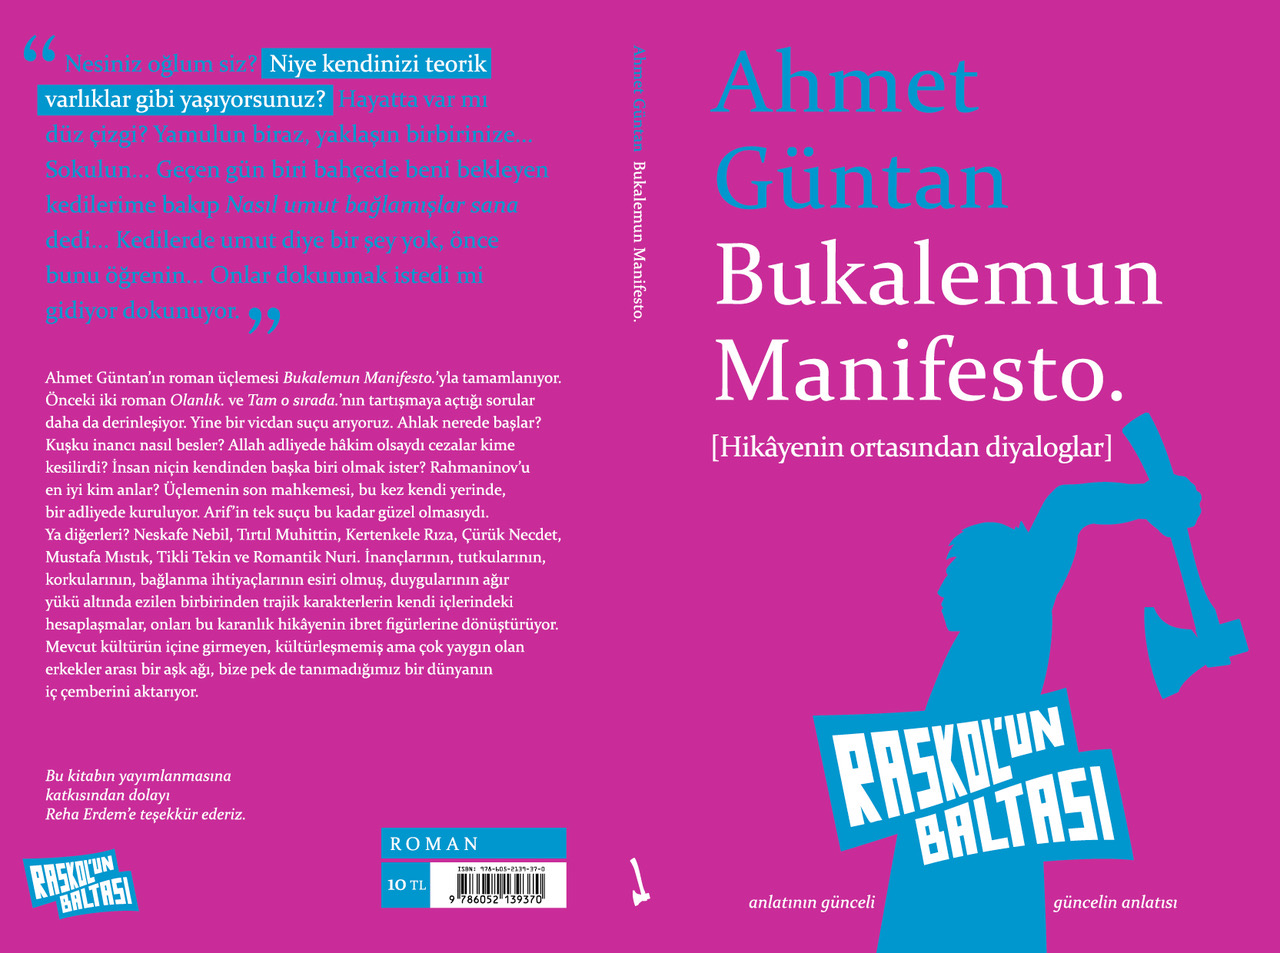 “ Nesiniz oğlum siz? Niye kendinizi teorik
varlıklar gibi yaşıyorsunuz? Hayatta var mı
düz çizgi? Yamulun biraz, yaklaşın birbirinize...
Sokulun... Geçen gün biri bahçede beni bekleyen
kedilerime bakıp Nasıl umut bağlamışlar sana
dedi... Kedilerde umut diye bir şey yok, önce
bunu öğrenin... Onlar dokunmak istedi mi
gidiyor dokunuyor. ”
Ahmet Güntan’ın roman üçlemesi Bukalemun Manifesto.’yla tamamlanıyor.
Önceki iki roman Olanlık. ve Tam o sırada.’nın tartışmaya açtığı sorular
daha da derinleşiyor. Yine bir vicdan suçu arıyoruz. Ahlak nerede başlar?
Kuşku inancı nasıl besler? Allah adliyede hâkim olsaydı cezalar kime
kesilirdi? İnsan niçin kendinden başka biri olmak ister? Rahmaninov’u
en iyi kim anlar? Üçlemenin son mahkemesi, bu kez kendi yerinde,
bir adliyede kuruluyor. Arif’in tek suçu bu kadar güzel olmasıydı.
Ya diğerleri? Neskafe Nebil, Tırtıl Muhittin, Kertenkele Rıza, Çürük Necdet,
Mustafa Mıstık, Tikli Tekin ve Romantik Nuri. İnançlarının, tutkularının,
korkularının, bağlanma ihtiyaçlarının esiri olmuş, duygularının ağır
yükü altında ezilen birbirinden trajik karakterlerin kendi içlerindeki
hesaplaşmalar, onları bu karanlık hikâyenin ibret figürlerine dönüştürüyor.
Mevcut kültürün içine girmeyen, kültürleşmemiş ama çok yaygın olan
erkekler arası bir aşk ağı, bize pek de tanımadığımız bir dünyanın
iç çemberini aktarıyor.
Bu kitabın yayımlanmasına
katkısından dolayı
Reha Erdem’e teşekkür ederiz.
RASKOL’UN
BALTASI
ROMAN
10 TL
ISBN: 978-605-2139-37-0
9 786052 139370
Ahmet Güntan Bukalemun Manifesto.
Ahmet
Güntan
Bukalemun
Manifesto.
[Hikâyenin ortasından diyaloglar]
RASKOL’UN
BALTASI
anlatının günceli
güncelin anlatısı